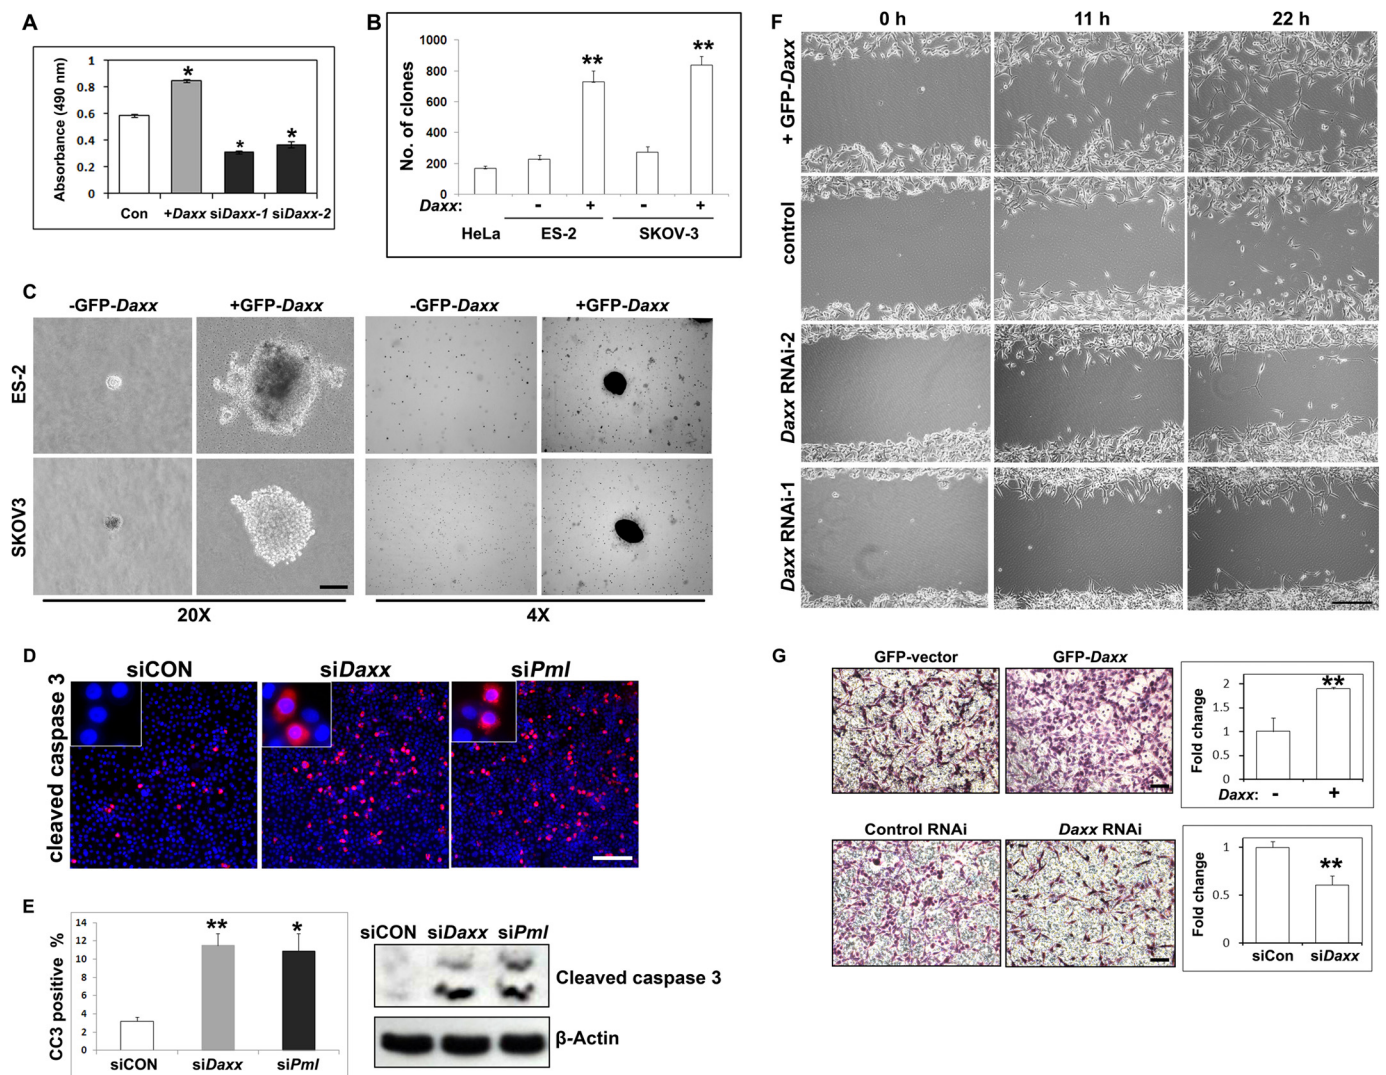 A
Absorbance (490 nm)
1
0.8
0.6
0.4
0.2
0
*
*
*
Con +Daxx siDaxx-1 siDaxx-2
B
No. of clones
1000
800
600
400
200
0
**
**
Daxx: - + - +
HeLa ES-2 SKOV-3
C
-GFP-Daxx +GFP-Daxx -GFP-Daxx +GFP-Daxx
ES-2
SKOV3
20X 4X
D
siCON siDaxx siPml
cleaved caspase 3
E
CC3 positive %
14
12
10
8
6
4
2
0
**
*
siCON siDaxx siPml
siCON siDaxx siPml
Cleaved caspase 3
β-Actin
F
0 h 11 h 22 h
+ GFP-Daxx
control
Daxx RNAi-2
Daxx RNAi-1
G
GFP-vector GFP-Daxx
Fold change
2
1.5
1
0.5
0
**
Daxx: - +
Control RNAi Daxx RNAi
Fold change
1
0.5
0
**
siCon siDaxx